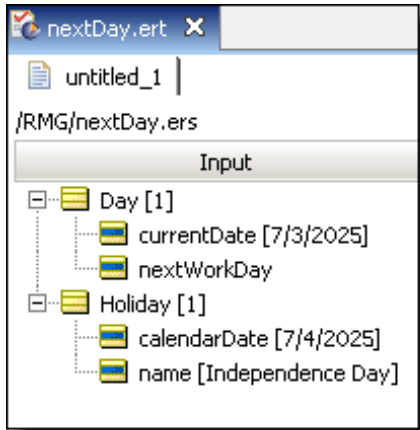 nextDay.ert
untitled_1
/RMG/nextDay.ers
Input
Day [1]
currentDate [7/3/2025]
nextWorkDay
Holiday [1]
calendarDate [7/4/2025]
name [Independence Day]